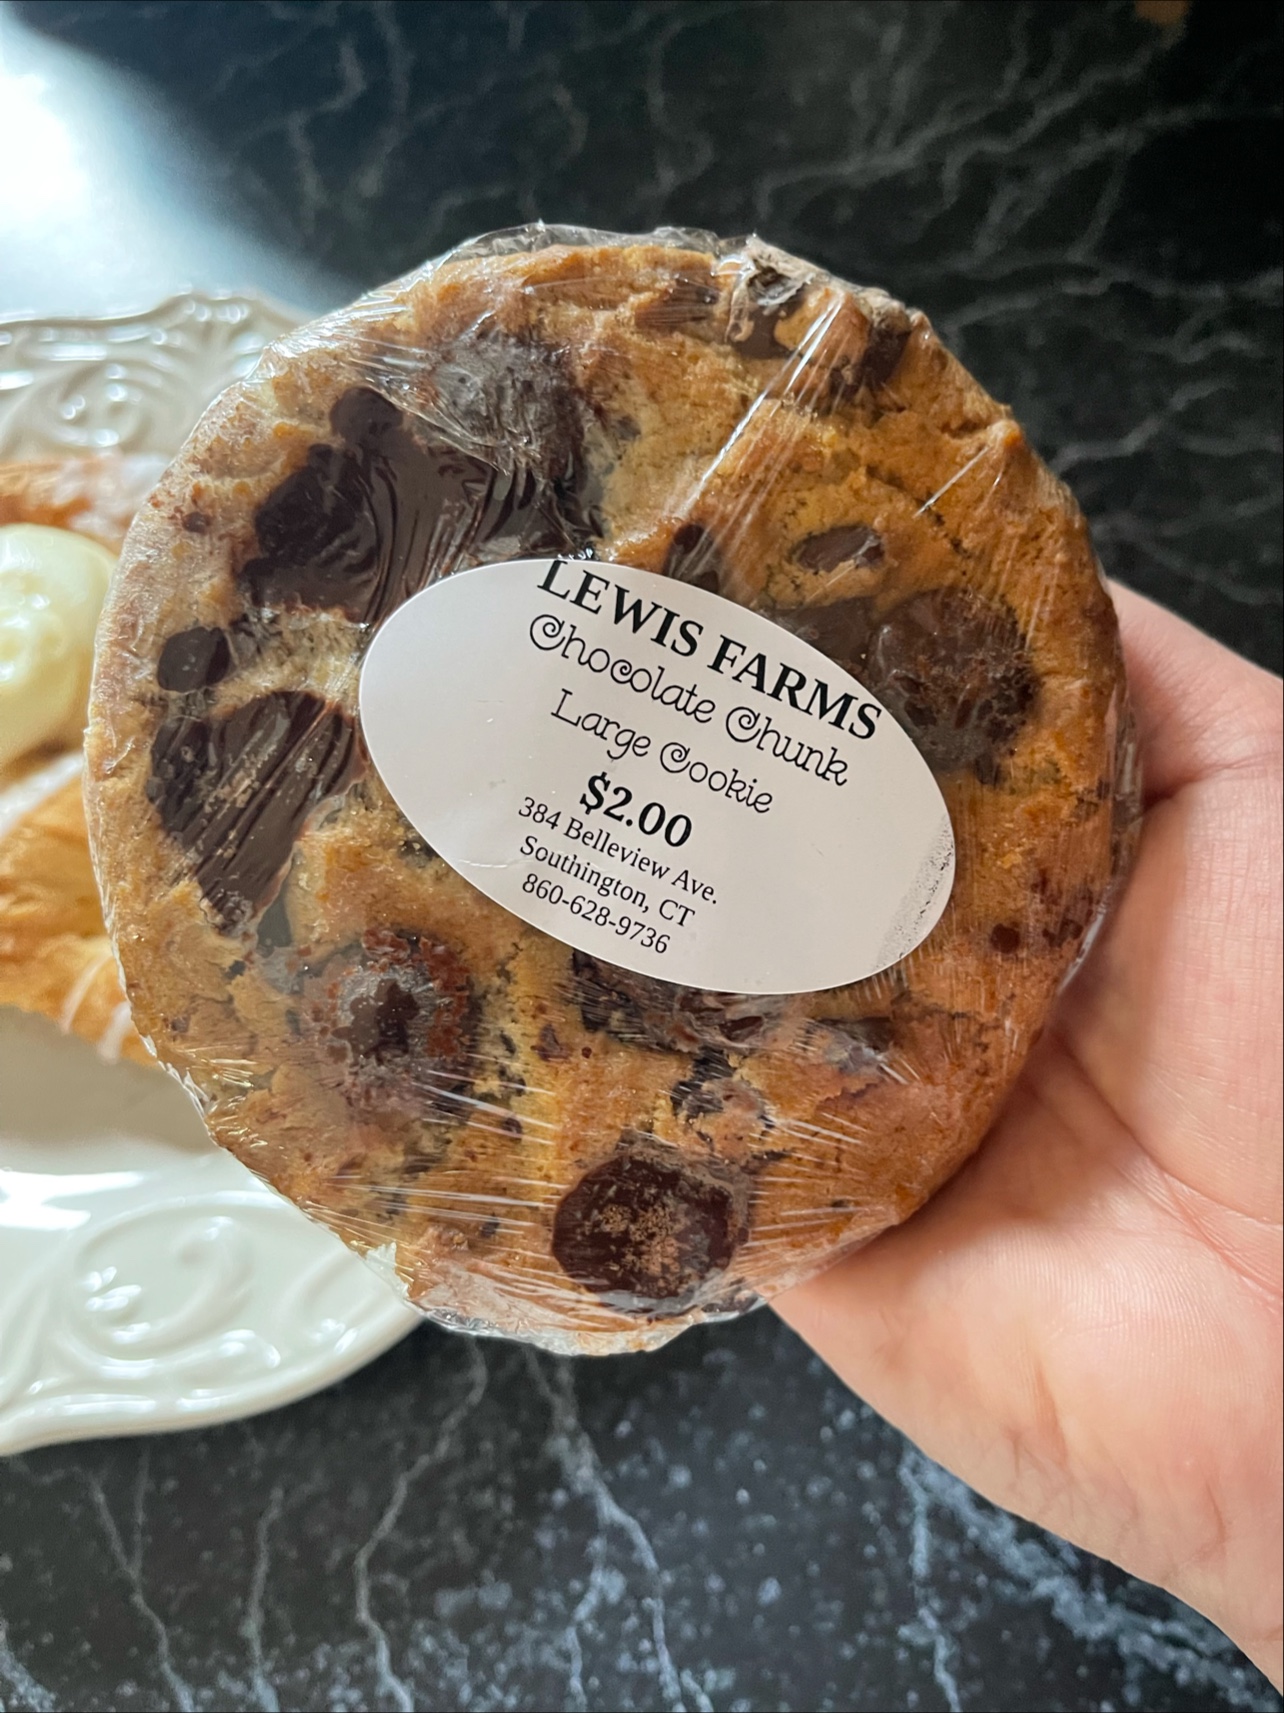 LEWIS FARMS
Chocolate Chunk
Large Cookie
$2.00
384 Belleview Ave.
Southington, CT
860-628-9736